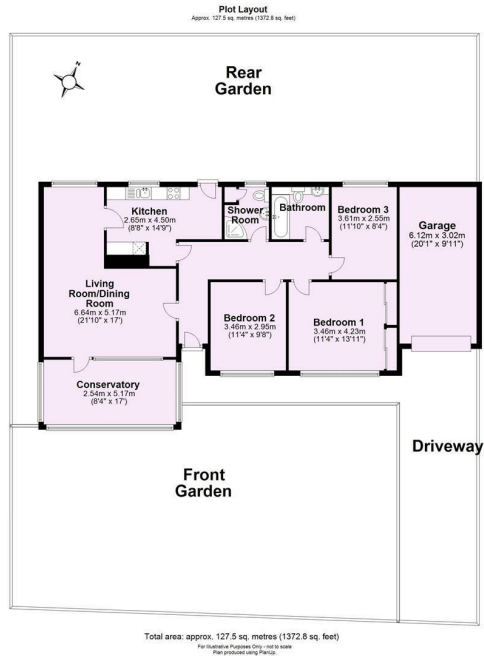 Plot Layout
Approx. 127.5 sq. metres (1372.8 sq. feet)
N
Rear
Garden
Kitchen
2.65m x 4.50m
(8'8" x 14'9")
Shower
Room
Bathroom
Bedroom 3
3.61m x 2.55m
(11'10" x 8'4")
Garage
6.12m x 3.02m
(20'1" x 9'11")
Living
Room/Dining
Room
6.64m x 5.17m
(21'10" x 17')
Bedroom 2
3.46m x 2.95m
(11'4" x 9'8")
Bedroom 1
3.46m x 4.23m
(11'4" x 13'11")
Conservatory
2.54m x 5.17m
(8'4" x 17')
Driveway
Front
Garden
Total area: approx. 127.5 sq. metres (1372.8 sq. feet)
For Illustrative Purposes Only - not to scale
Plan produced using PlanUp.